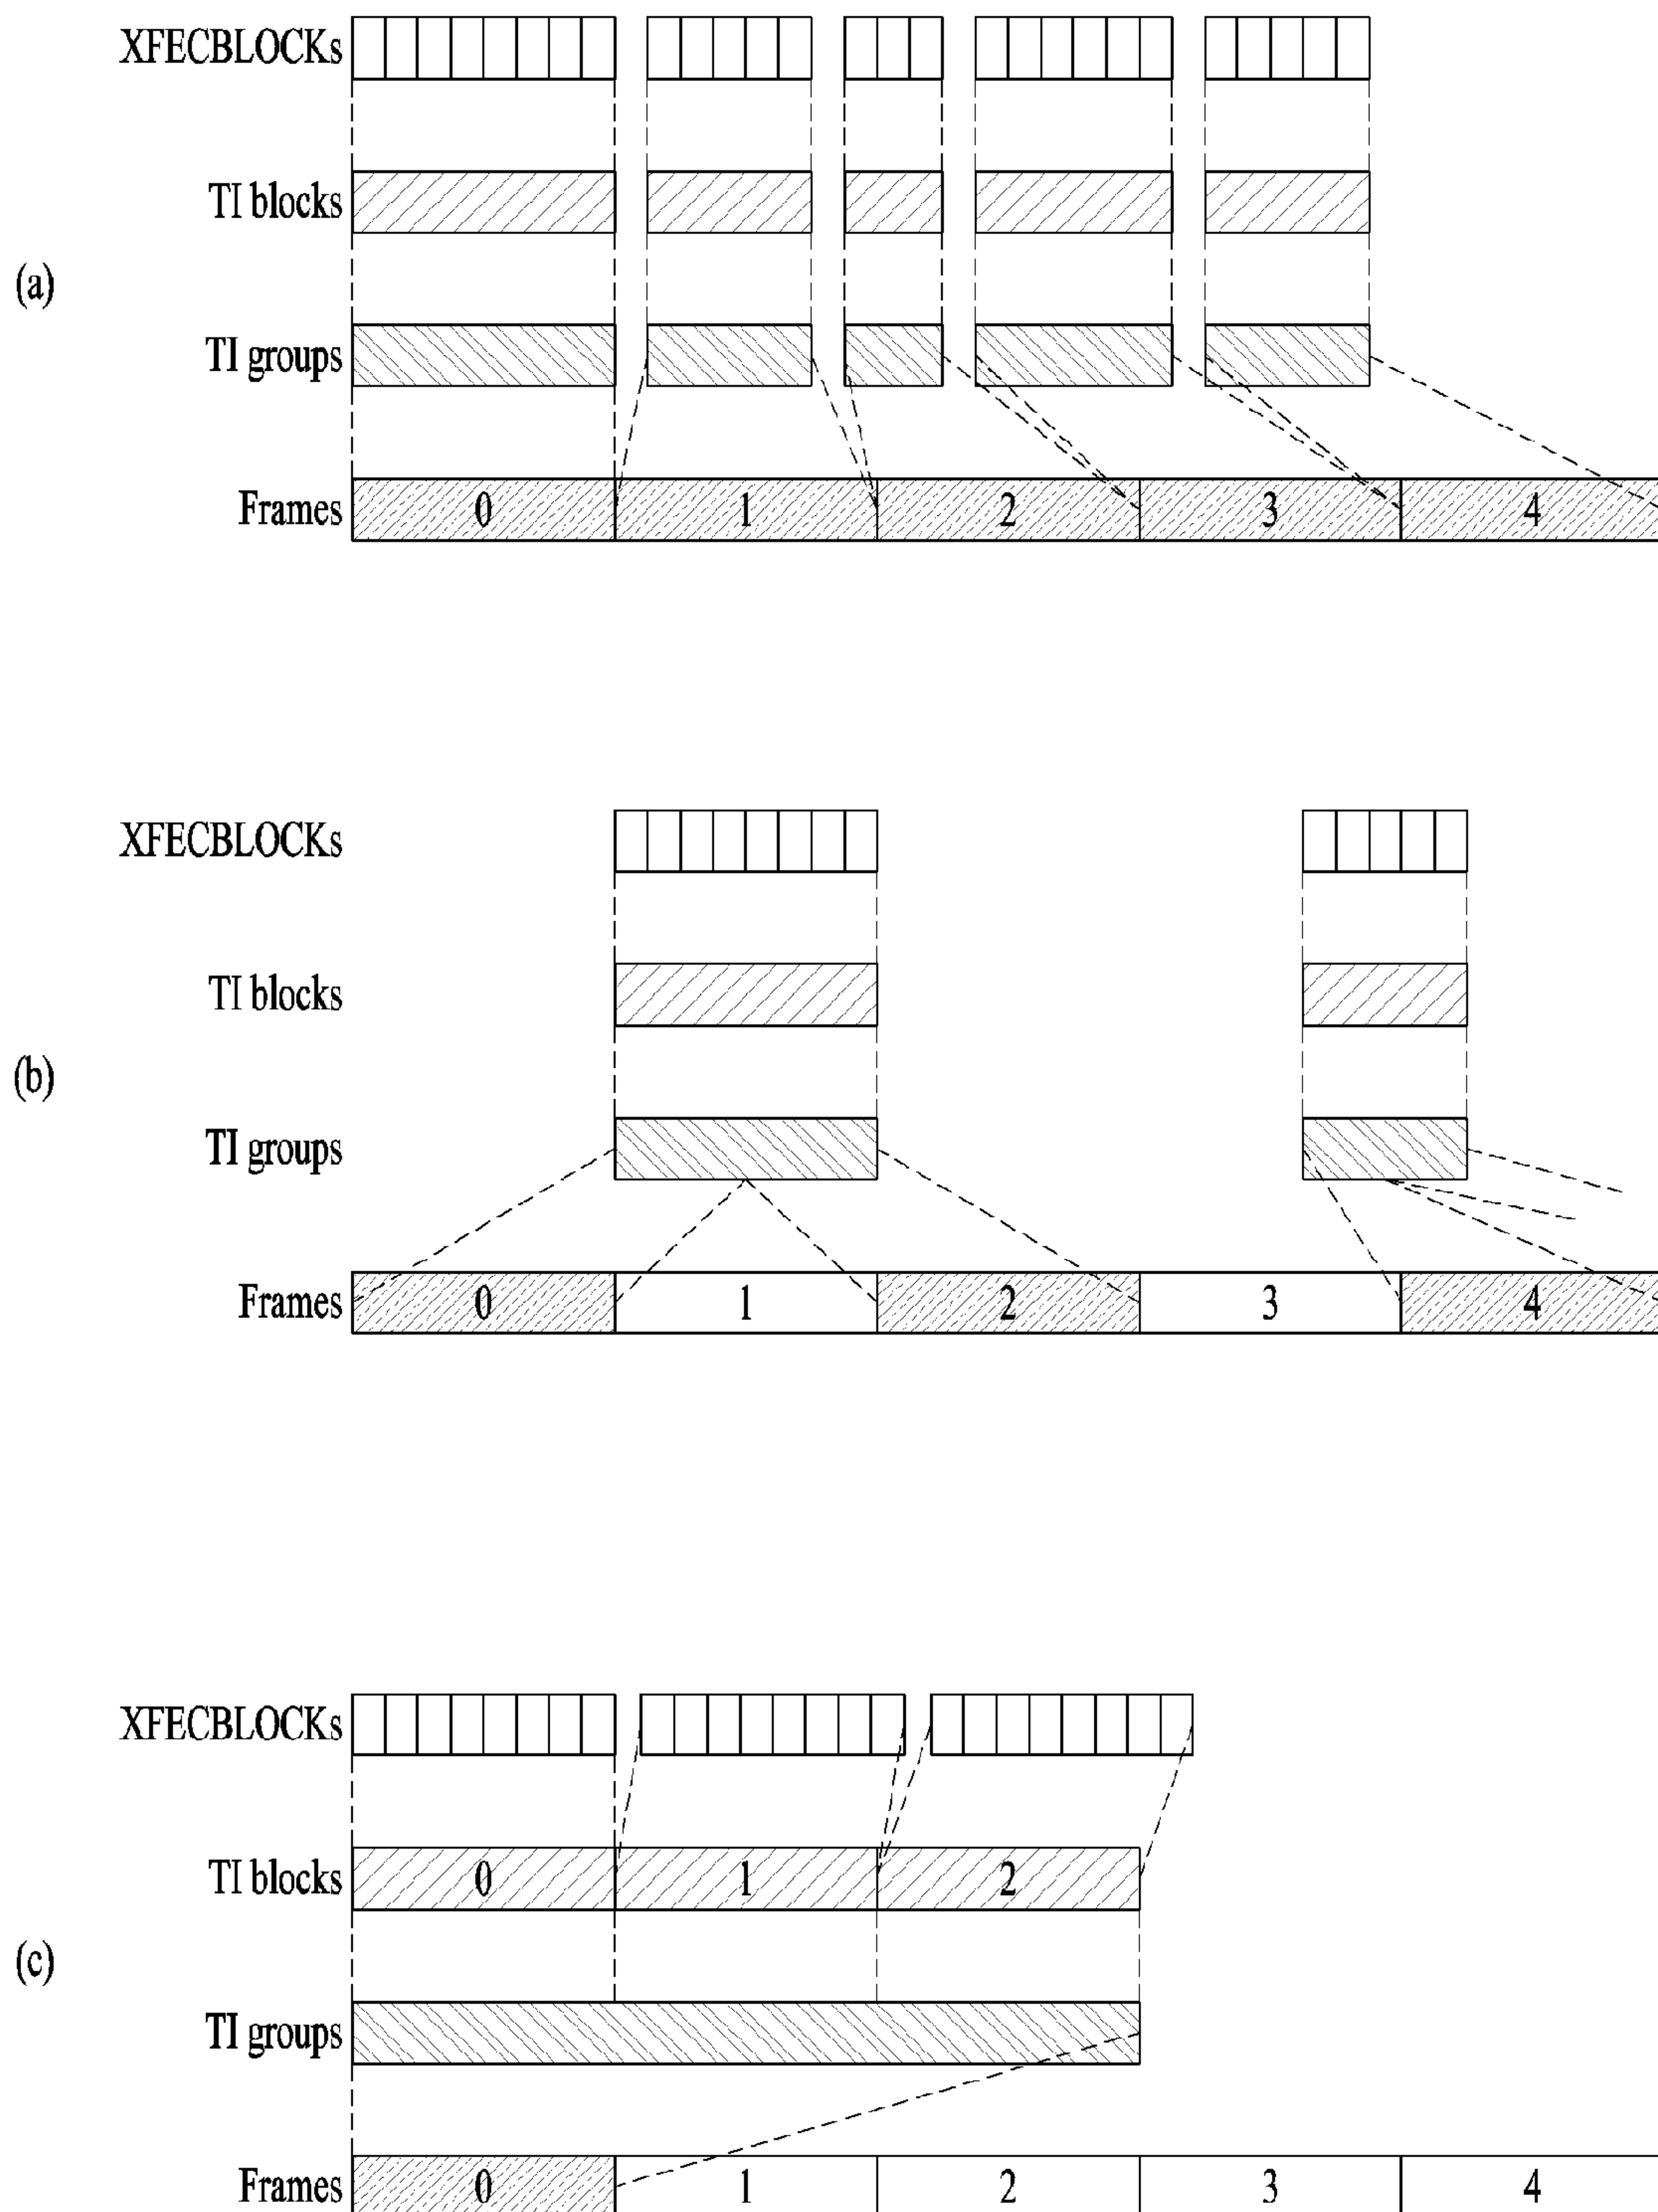 XFECBLOCKs
TI blocks
(a)
TI groups
Frames 0 1 2 3 4
XFECBLOCKs
TI blocks
(b)
TI groups
Frames 0 1 2 3 4
XFECBLOCKs
TI blocks 0 1 2
(c)
TI groups
Frames 0 1 2 3 4